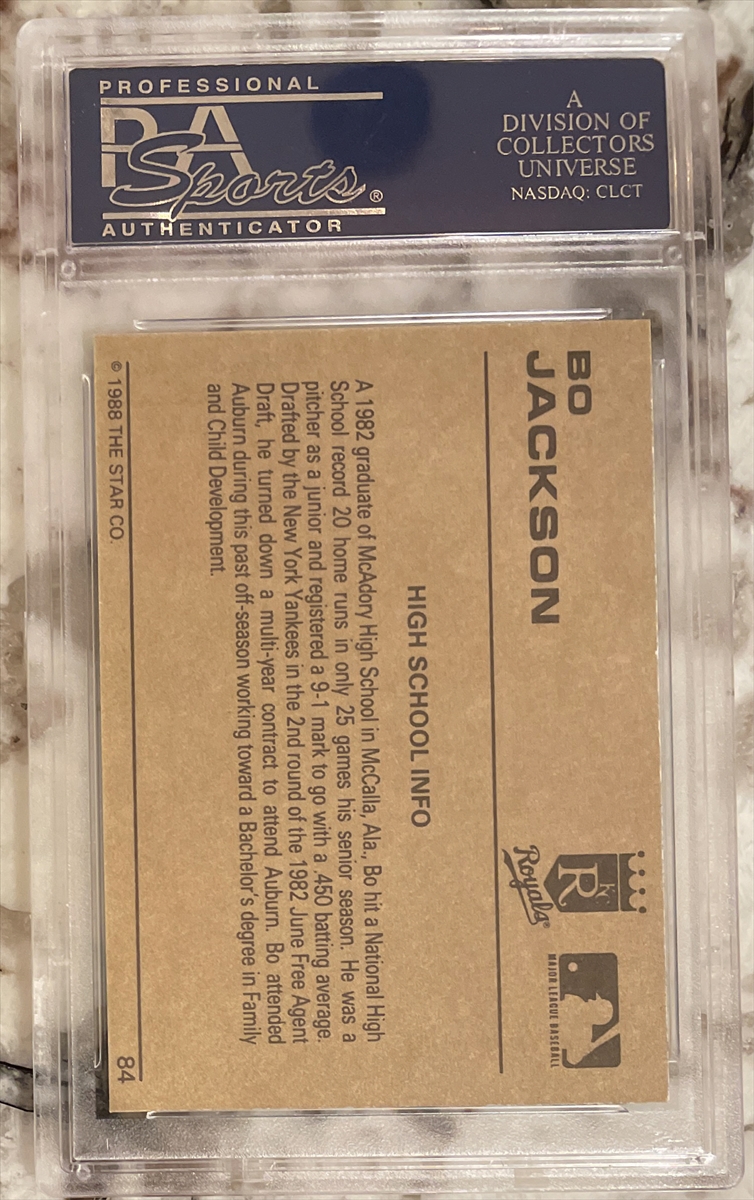 PROFESSIONAL
PSA
Sports®
AUTHENTICATOR
A
DIVISION OF
COLLECTORS
UNIVERSE
NASDAQ: CLCT
BO
JACKSON
KC
R
Royals®
MAJOR LEAGUE BASEBALL
HIGH SCHOOL INFO
A 1982 graduate of McAdory High School in McCalla, Ala., Bo hit a National High
School record 20 home runs in only 25 games his senior season. He was a
pitcher as a junior and registered a 9-1 mark to go with a .450 batting average.
Drafted by the New York Yankees in the 2nd round of the 1982 June Free Agent
Draft, he turned down a multi-year contract to attend Auburn. Bo attended
Auburn during this past off-season working toward a Bachelor's degree in Family
and Child Development.
© 1988 THE STAR CO.
84